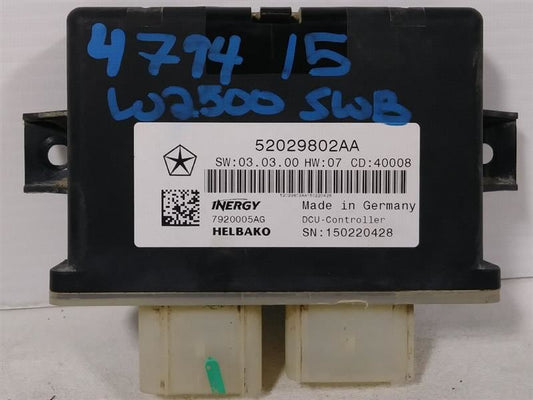 4794 15
W2500 SWB
52029802AA
SW:03.03.00 HW:07 CD:40008
52029802AA150220428
INERGY
Made in Germany
7920005AG
DCU-Controller
HELBAKO
SN:150220428